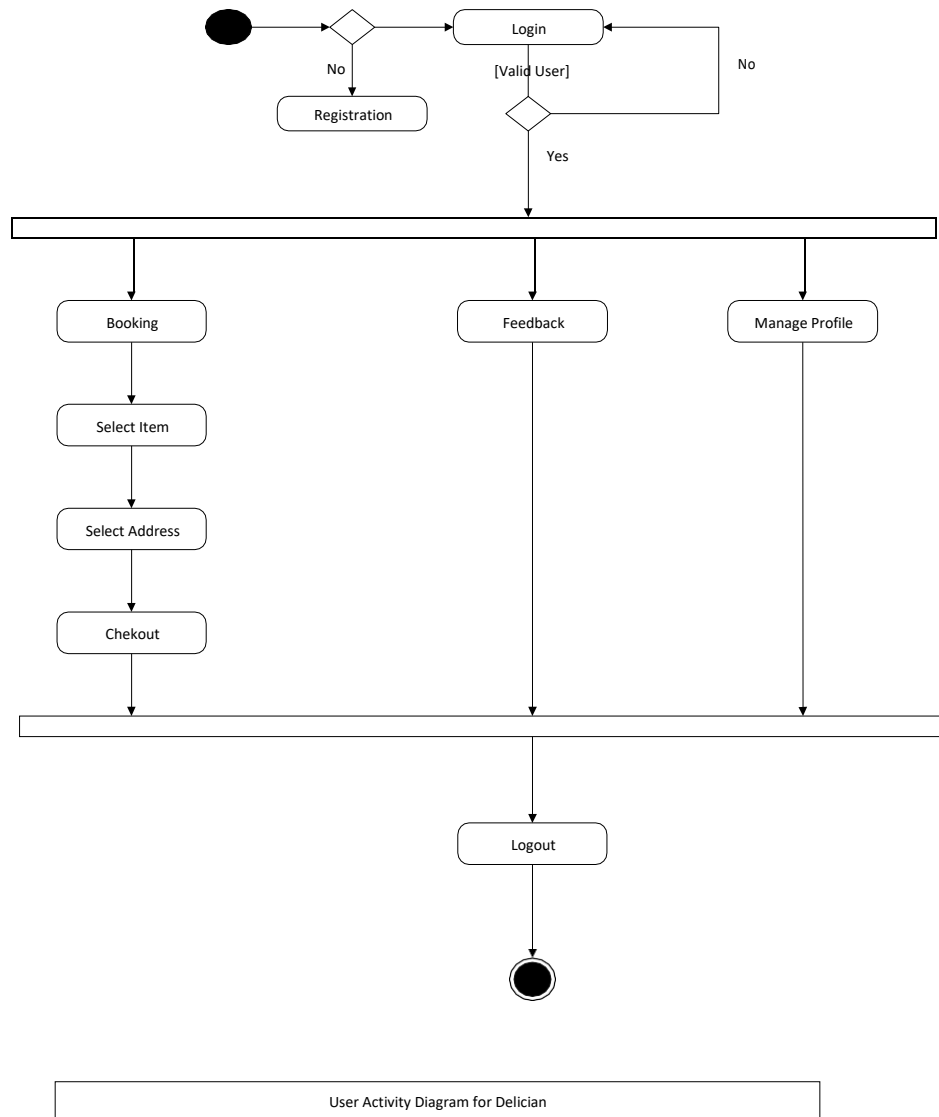 Login
No
[Valid User]
No
Registration
Yes
Booking
Feedback
Manage Profile
Select Item
Select Address
Chekout
Logout
User Activity Diagram for Delician